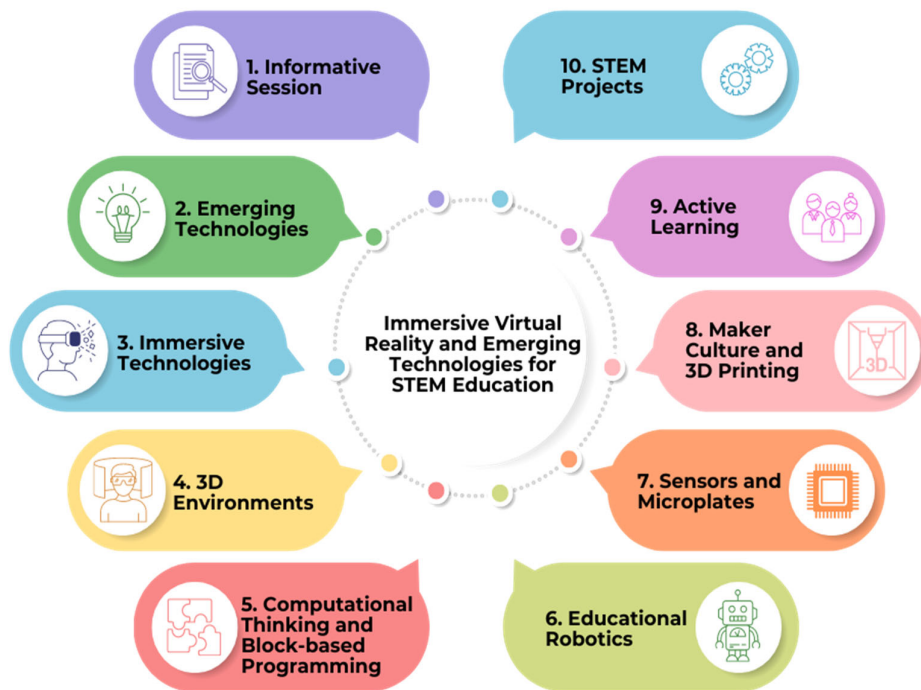 1. Informative
Session
2. Emerging
Technologies
3. Immersive
Technologies
4. 3D
Environments
5. Computational
Thinking and
Block-based
Programming
6. Educational
Robotics
7. Sensors and
Microplates
8. Maker
Culture and
3D Printing
3D
9. Active
Learning
10. STEM
Projects
Immersive Virtual
Reality and Emerging
Technologies for
STEM Education